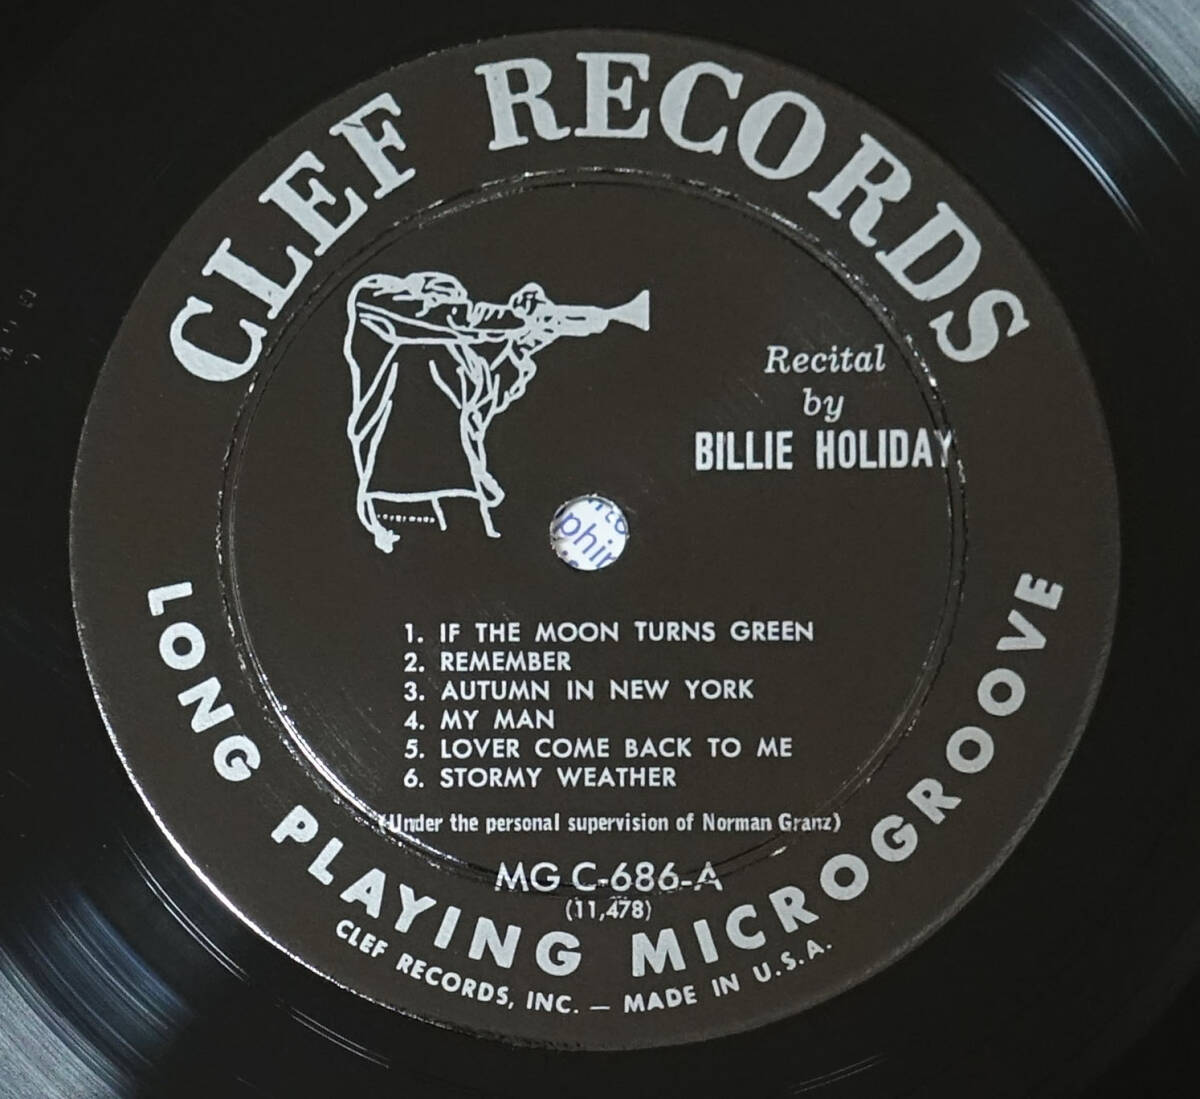 CLEF RECORDS
Recital
by
BILLIE HOLIDAY
phi
1. IF THE MOON TURNS GREEN
2. REMEMBER
3. AUTUMN IN NEW YORK
4. MY MAN
5. LOVER COME BACK TO ME
6. STORMY WEATHER
(Under the personal supervision of Norman Granz)
MG C-686-A
(11,478)
LONG PLAYING MICROGROOVE
CLEF RECORDS, INC. — MADE IN U.S.A.